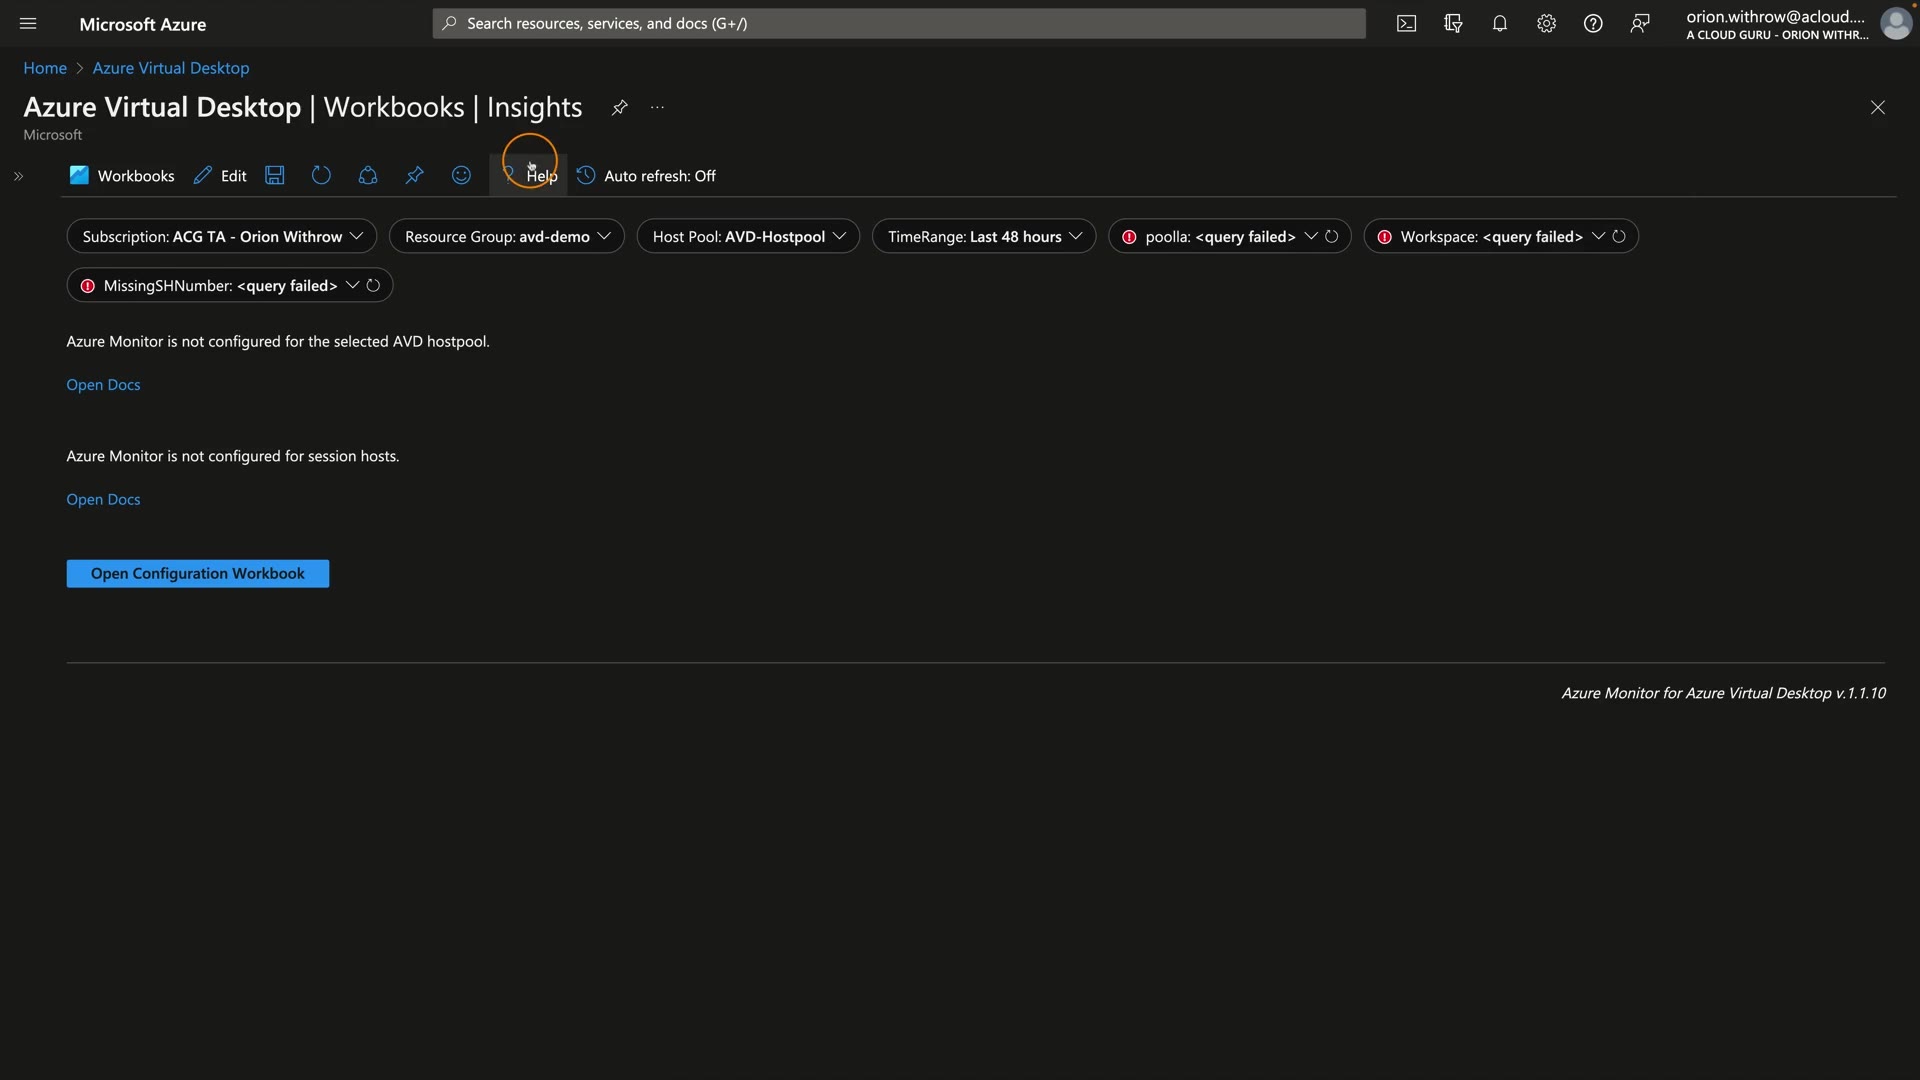 Microsoft Azure
Search resources, services, and docs (G+/)
orion.withrow@acloud....
A CLOUD GURU - ORION WITHR...
Home > Azure Virtual Desktop
Azure Virtual Desktop | Workbooks | Insights
Microsoft
Workbooks Edit ? Help Auto refresh: Off
Subscription: ACG TA - Orion Withrow Resource Group: avd-demo Host Pool: AVD-Hostpool TimeRange: Last 48 hours poolla: <query failed> Workspace: <query failed>
MissingSHNumber: <query failed>
Azure Monitor is not configured for the selected AVD hostpool.
Open Docs
Azure Monitor is not configured for session hosts.
Open Docs
Open Configuration Workbook
Azure Monitor for Azure Virtual Desktop v.1.1.10